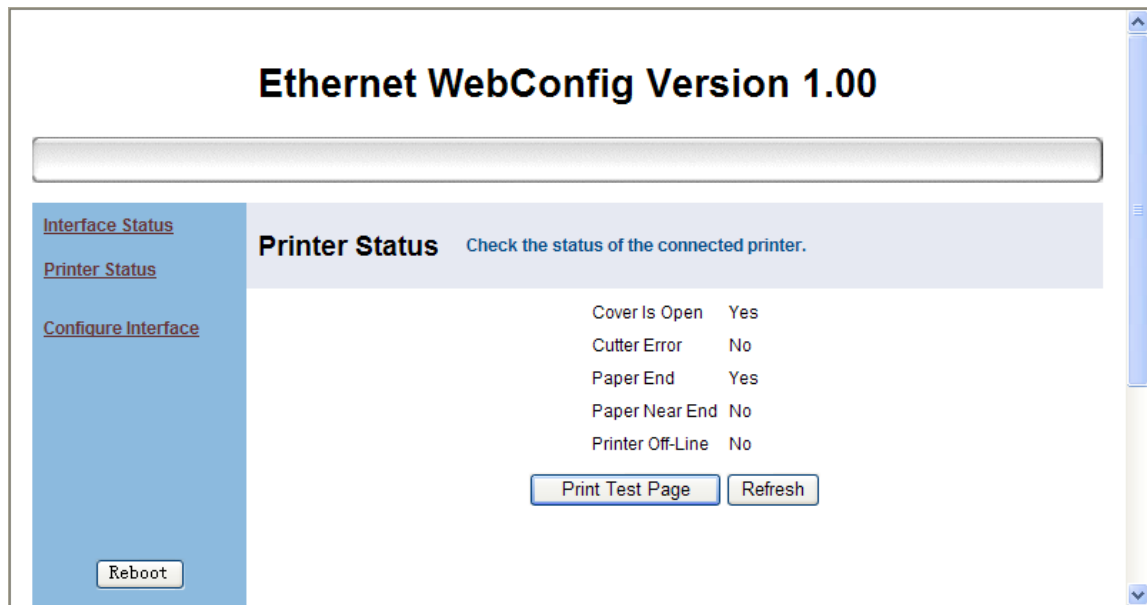 Ethernet WebConfig Version 1.00
Interface Status
Printer Status
Configure Interface
Reboot
Printer Status Check the status of the connected printer.
Cover Is Open Yes
Cutter Error No
Paper End Yes
Paper Near End No
Printer Off-Line No
Print Test Page Refresh